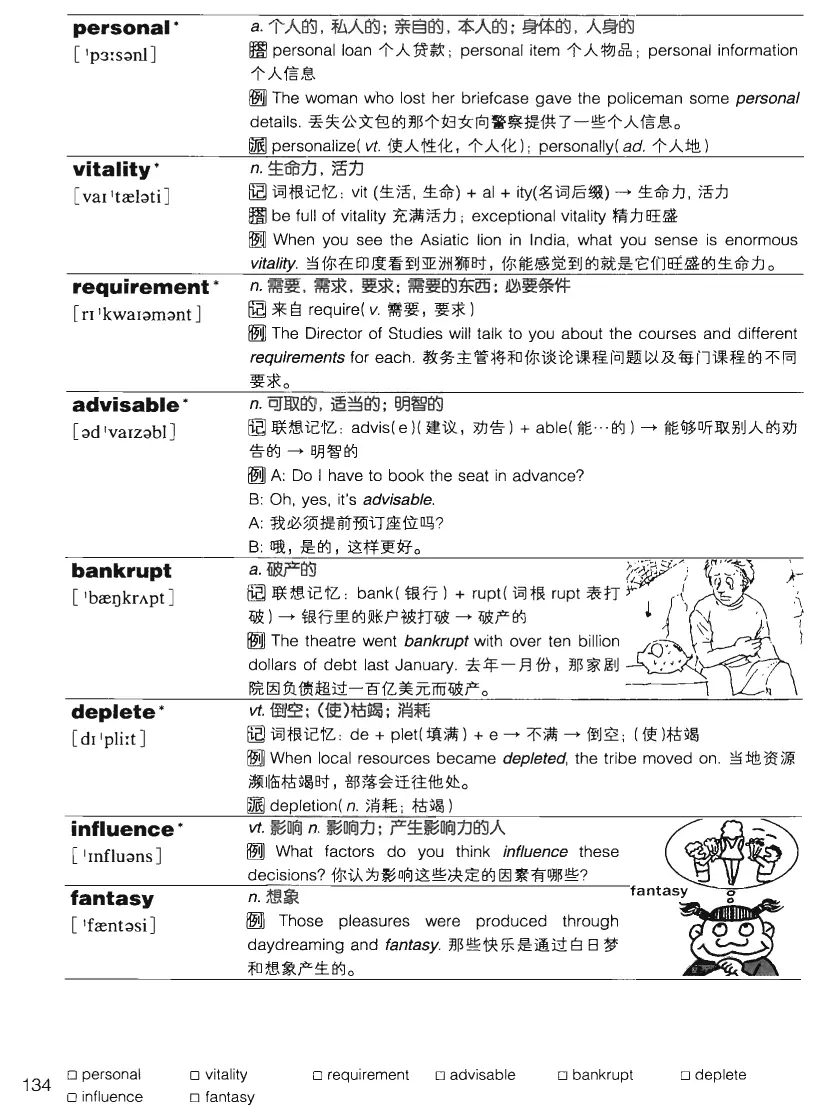 personal* a. 个人的, 私人的; 亲自的, 本人的; 身体的, 人身的
[ˈpɜːsənl] 搭 personal loan 个人贷款; personal item 个人物品; personal information
个人信息
例 The woman who lost her briefcase gave the policeman some personal
details. 丢失公文包的那个妇女向警察提供了一些个人信息。
派 personalize(vt. 使人性化, 个人化); personally(ad. 个人地)
vitality* n. 生命力, 活力
[vaɪˈtæləti] 记 词根记忆: vit (生活, 生命) + al + ity(名词后缀) → 生命力, 活力
搭 be full of vitality 充满活力; exceptional vitality 精力旺盛
例 When you see the Asiatic lion in India, what you sense is enormous
vitality. 当你在印度看到亚洲狮时, 你能感觉到的就是它们旺盛的生命力。
requirement* n. 需要, 需求, 要求; 需要的东西; 必要条件
[rɪˈkwaɪəmənt] 记 来自 require(v. 需要, 要求)
例 The Director of Studies will talk to you about the courses and different
requirements for each. 教务主管将和你谈论课程问题以及每门课程的不同
要求。
advisable* n. 可取的, 适当的; 明智的
[ədˈvaɪzəbl] 记 联想记忆: advis(e)(建议, 劝告) + able(能…的) → 能够听取别人的劝
告的 → 明智的
例 A: Do I have to book the seat in advance?
B: Oh, yes, it's advisable.
A: 我必须提前预订座位吗?
B: 哦, 是的, 这样更好。
bankrupt a. 破产的
[ˈbæŋkrʌpt] 记 联想记忆: bank(银行) + rupt(词根 rupt 表打
破) → 银行里的账户被打破 → 破产的
例 The theatre went bankrupt with over ten billion
dollars of debt last January. 去年一月份, 那家剧
院因负债超过一百亿美元而破产。
deplete* vt. 倒空; (使)枯竭; 消耗
[dɪˈpliːt] 记 词根记忆: de + plet(填满) + e → 不满 → 倒空; (使)枯竭
例 When local resources became depleted, the tribe moved on. 当地资源
濒临枯竭时, 部落会迁往他处。
派 depletion(n. 消耗; 枯竭)
influence* vt. 影响 n. 影响力; 产生影响力的人
[ˈɪnfluəns] 例 What factors do you think influence these
decisions? 你认为影响这些决定的因素有哪些?
fantasy n. 想象
[ˈfæntəsi] 例 Those pleasures were produced through
daydreaming and fantasy. 那些快乐是通过白日梦
和想象产生的。
fantasy
134 □ personal □ vitality □ requirement □ advisable □ bankrupt □ deplete
□ influence □ fantasy